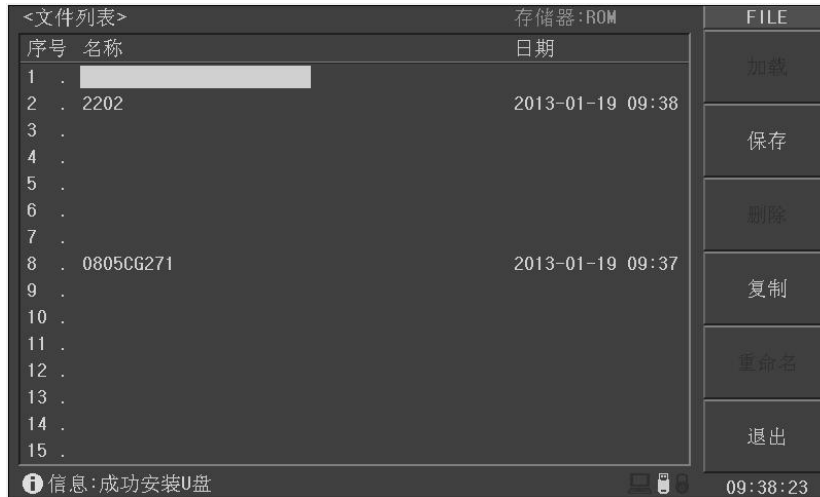 <文件列表> 存储器:ROM FILE
序号 名称 日期
1 .
2 . 2202 2013-01-19 09:38
3 .
4 .
5 .
6 .
7 .
8 . 0805CG271 2013-01-19 09:37
9 .
10 .
11 .
12 .
13 .
14 .
15 .
加载
保存
删除
复制
重命名
退出
信息:成功安装U盘
09:38:23